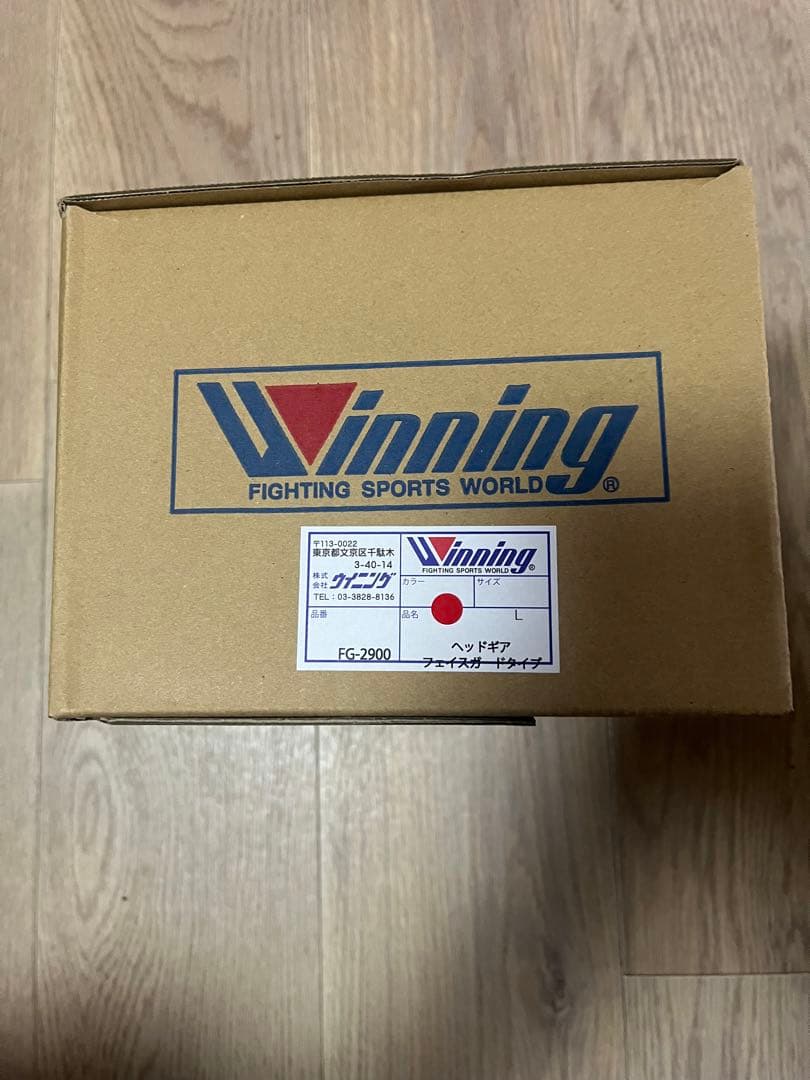 Winning
FIGHTING SPORTS WORLD ®
〒113-0022
東京都文京区千駄木
3-40-14
株式会社 ウイニング
TEL：03-3828-8136
Winning
FIGHTING SPORTS WORLD ®
カラー
サイズ
L
品番
FG-2900
品名
ヘッドギア
フェイスガードタイプ